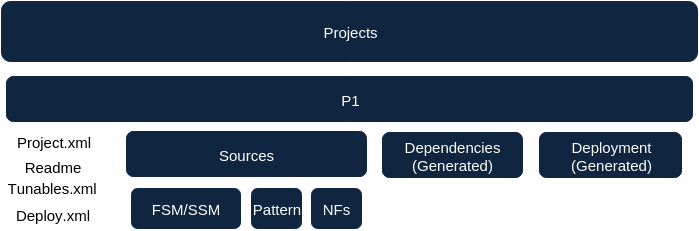 Projects
P1
Project.xml
Readme
Tunables.xml
Deploy.xml
Sources
Dependencies
(Generated)
Deployment
(Generated)
FSM/SSM
Pattern
NFs